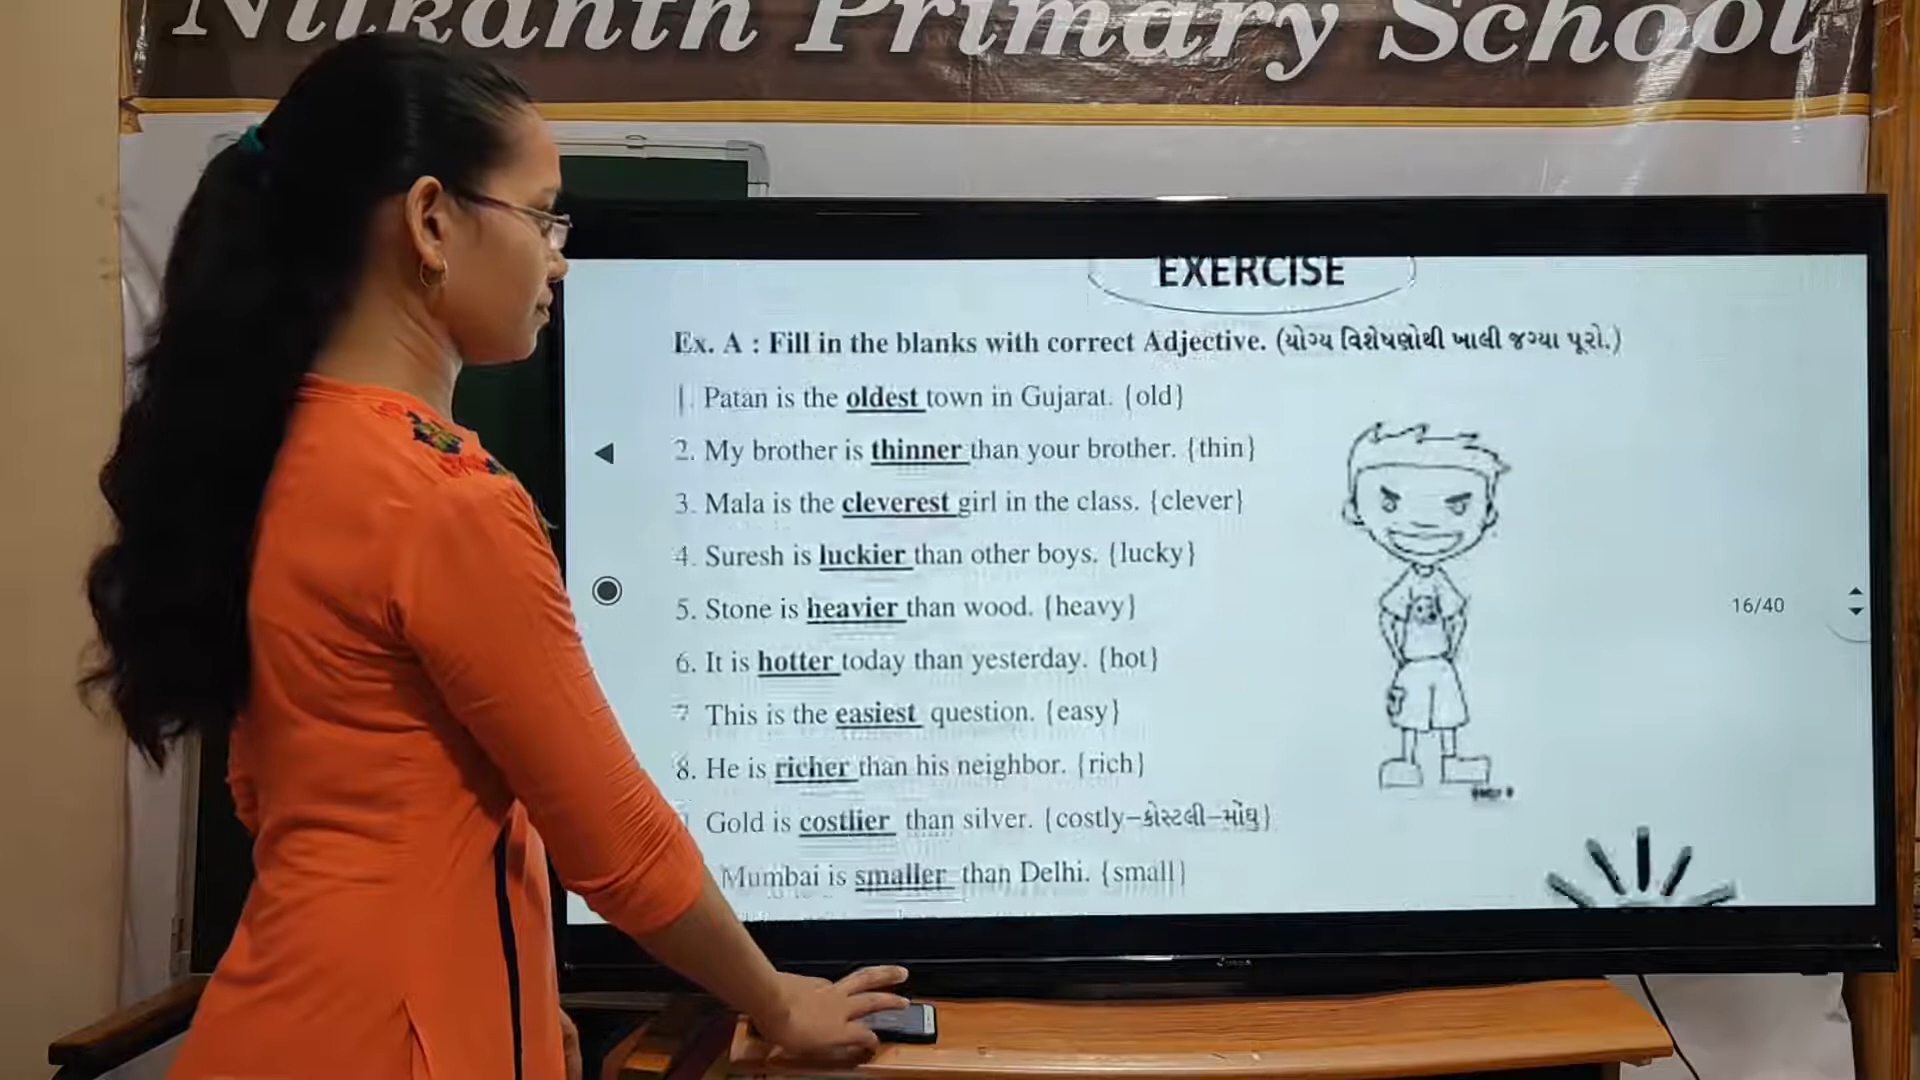 Nilkanth Primary School
EXERCISE
Ex. A : Fill in the blanks with correct Adjective. (યોગ્ય વિશેષણોથી ખાલી જગ્યા પૂરો.)
1. Patan is the oldest town in Gujarat. {old}
2. My brother is thinner than your brother. {thin}
3. Mala is the cleverest girl in the class. {clever}
4. Suresh is luckier than other boys. {lucky}
5. Stone is heavier than wood. {heavy}
6. It is hotter today than yesterday. {hot}
7 This is the easiest question. {easy}
8. He is richer than his neighbor. {rich}
Gold is costlier than silver. {costly-કોસ્ટલી-મોંઘુ}
Mumbai is smaller than Delhi. {small}
16/40